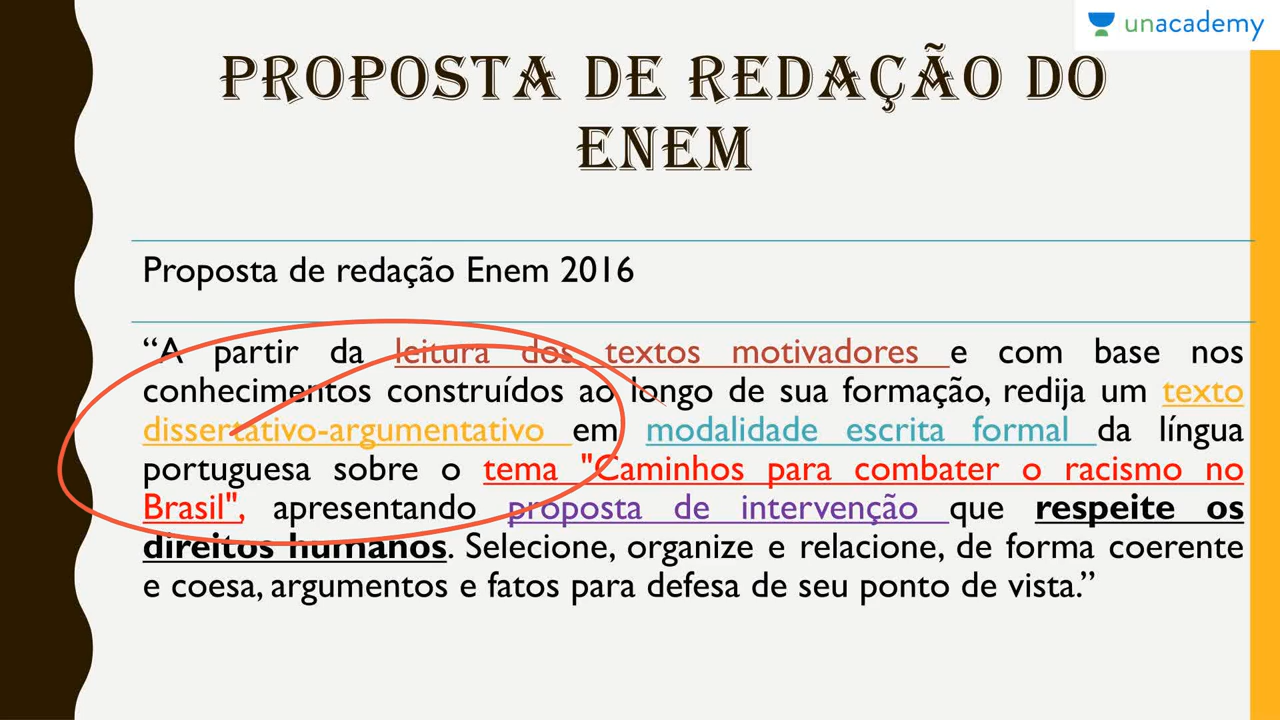 unacademy
PROPOSTA DE REDAÇÃO DO
ENEM
Proposta de redação Enem 2016
“A partir da leitura dos textos motivadores e com base nos
conhecimentos construídos ao longo de sua formação, redija um texto
dissertativo-argumentativo em modalidade escrita formal da língua
portuguesa sobre o tema "Caminhos para combater o racismo no
Brasil", apresentando proposta de intervenção que respeite os
direitos humanos. Selecione, organize e relacione, de forma coerente
e coesa, argumentos e fatos para defesa de seu ponto de vista.”